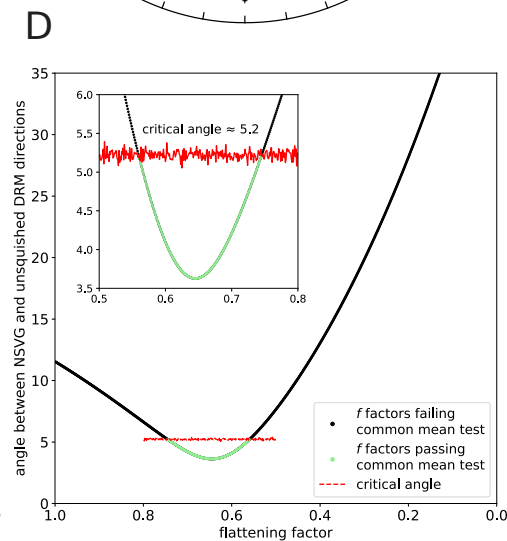 D
angle between NSVG and unsquished DRM directions
35
30
25
20
15
10
5
0
6.0
5.5
5.0
4.5
4.0
3.5
critical angle ≈ 5.2
0.5 0.6 0.7 0.8
f factors failing
common mean test
f factors passing
common mean test
critical angle
1.0 0.8 0.6 0.4 0.2 0.0
flattening factor